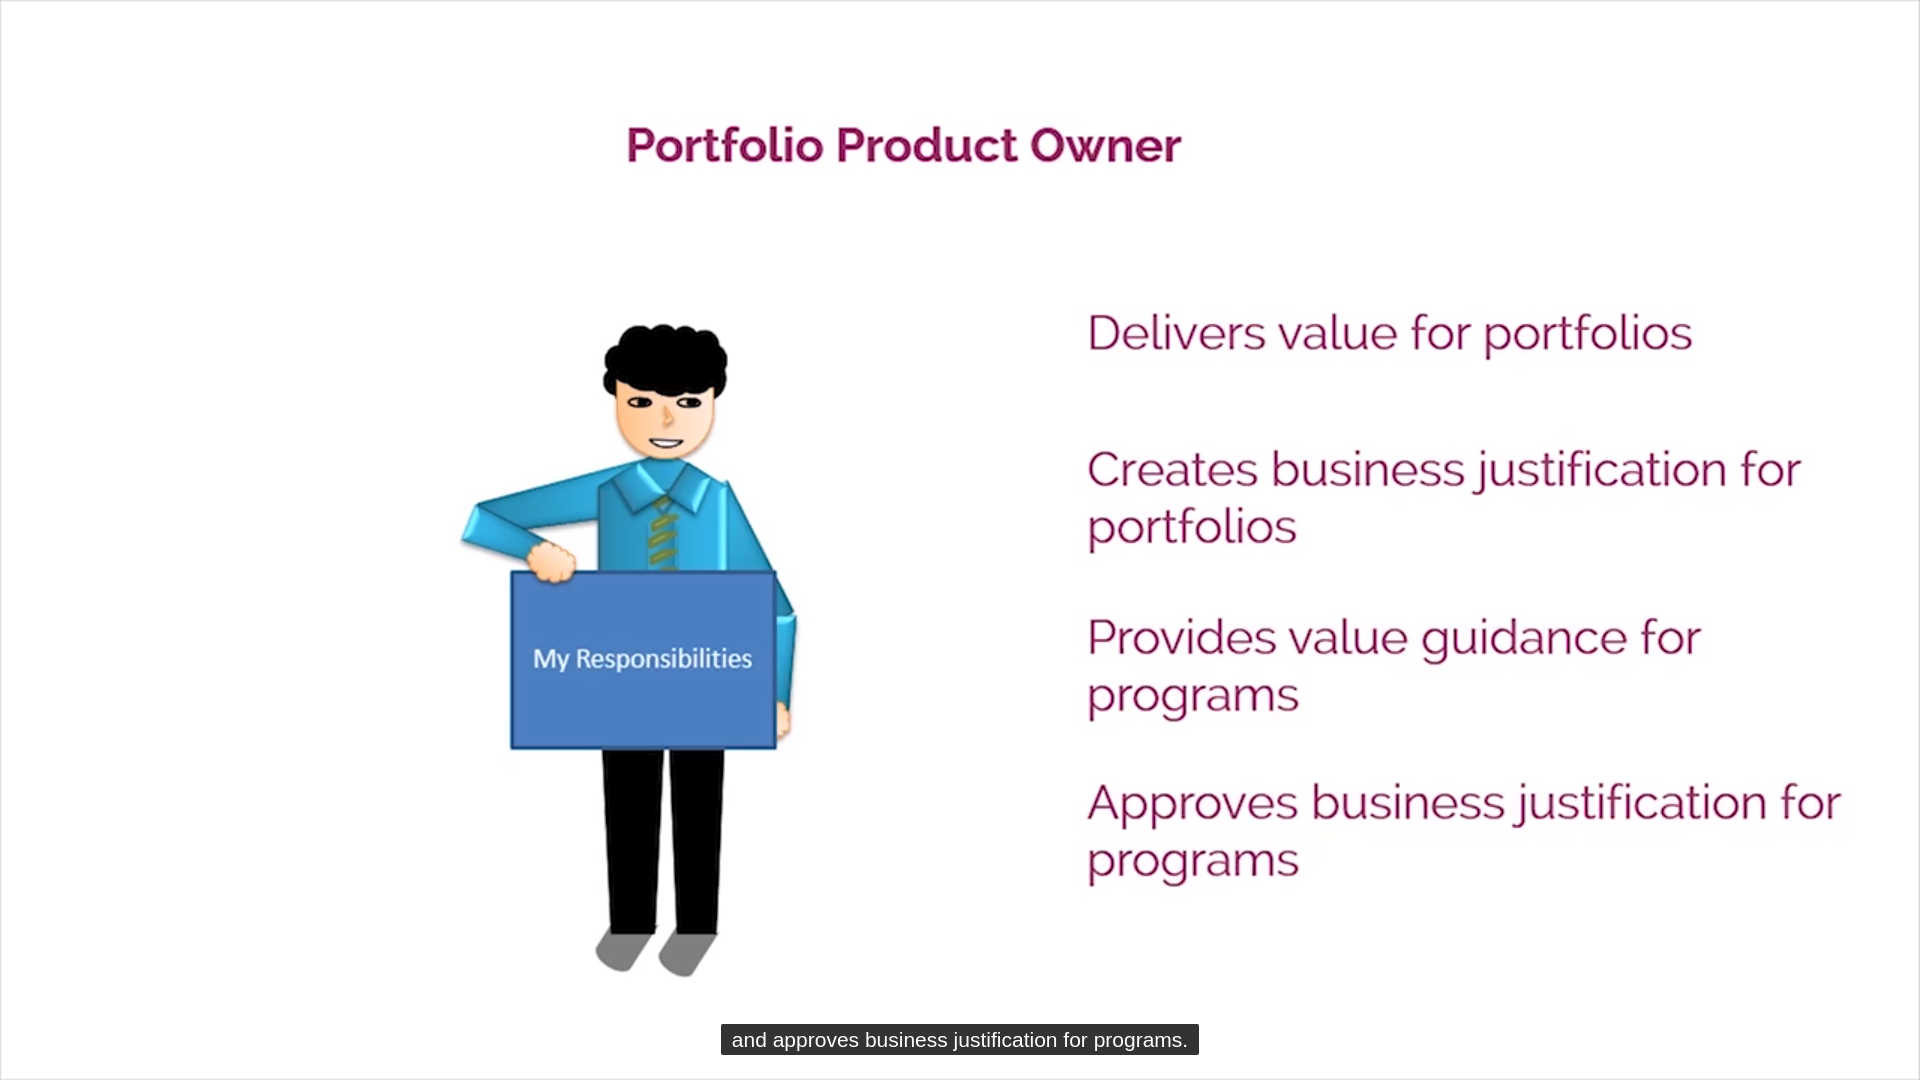 Portfolio Product Owner
Delivers value for portfolios
Creates business justification for
portfolios
Provides value guidance for
programs
Approves business justification for
programs
My Responsibilities
and approves business justification for programs.